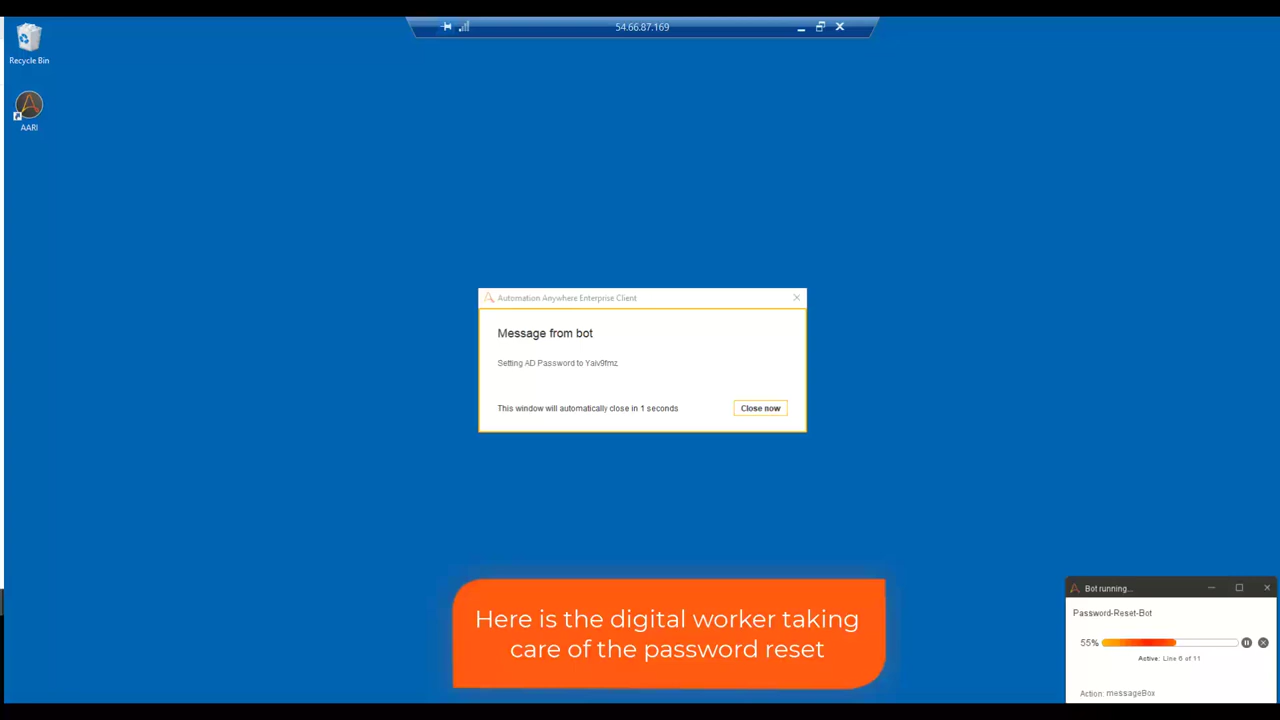 54.66.87.169
Recycle Bin
AARI
Automation Anywhere Enterprise Client
Message from bot
Setting AD Password to Yaiv9fmz
This window will automatically close in 1 seconds
Close now
Here is the digital worker taking
care of the password reset
Bot running...
Password-Reset-Bot
55%
Active: Line 6 of 11
Action: messageBox